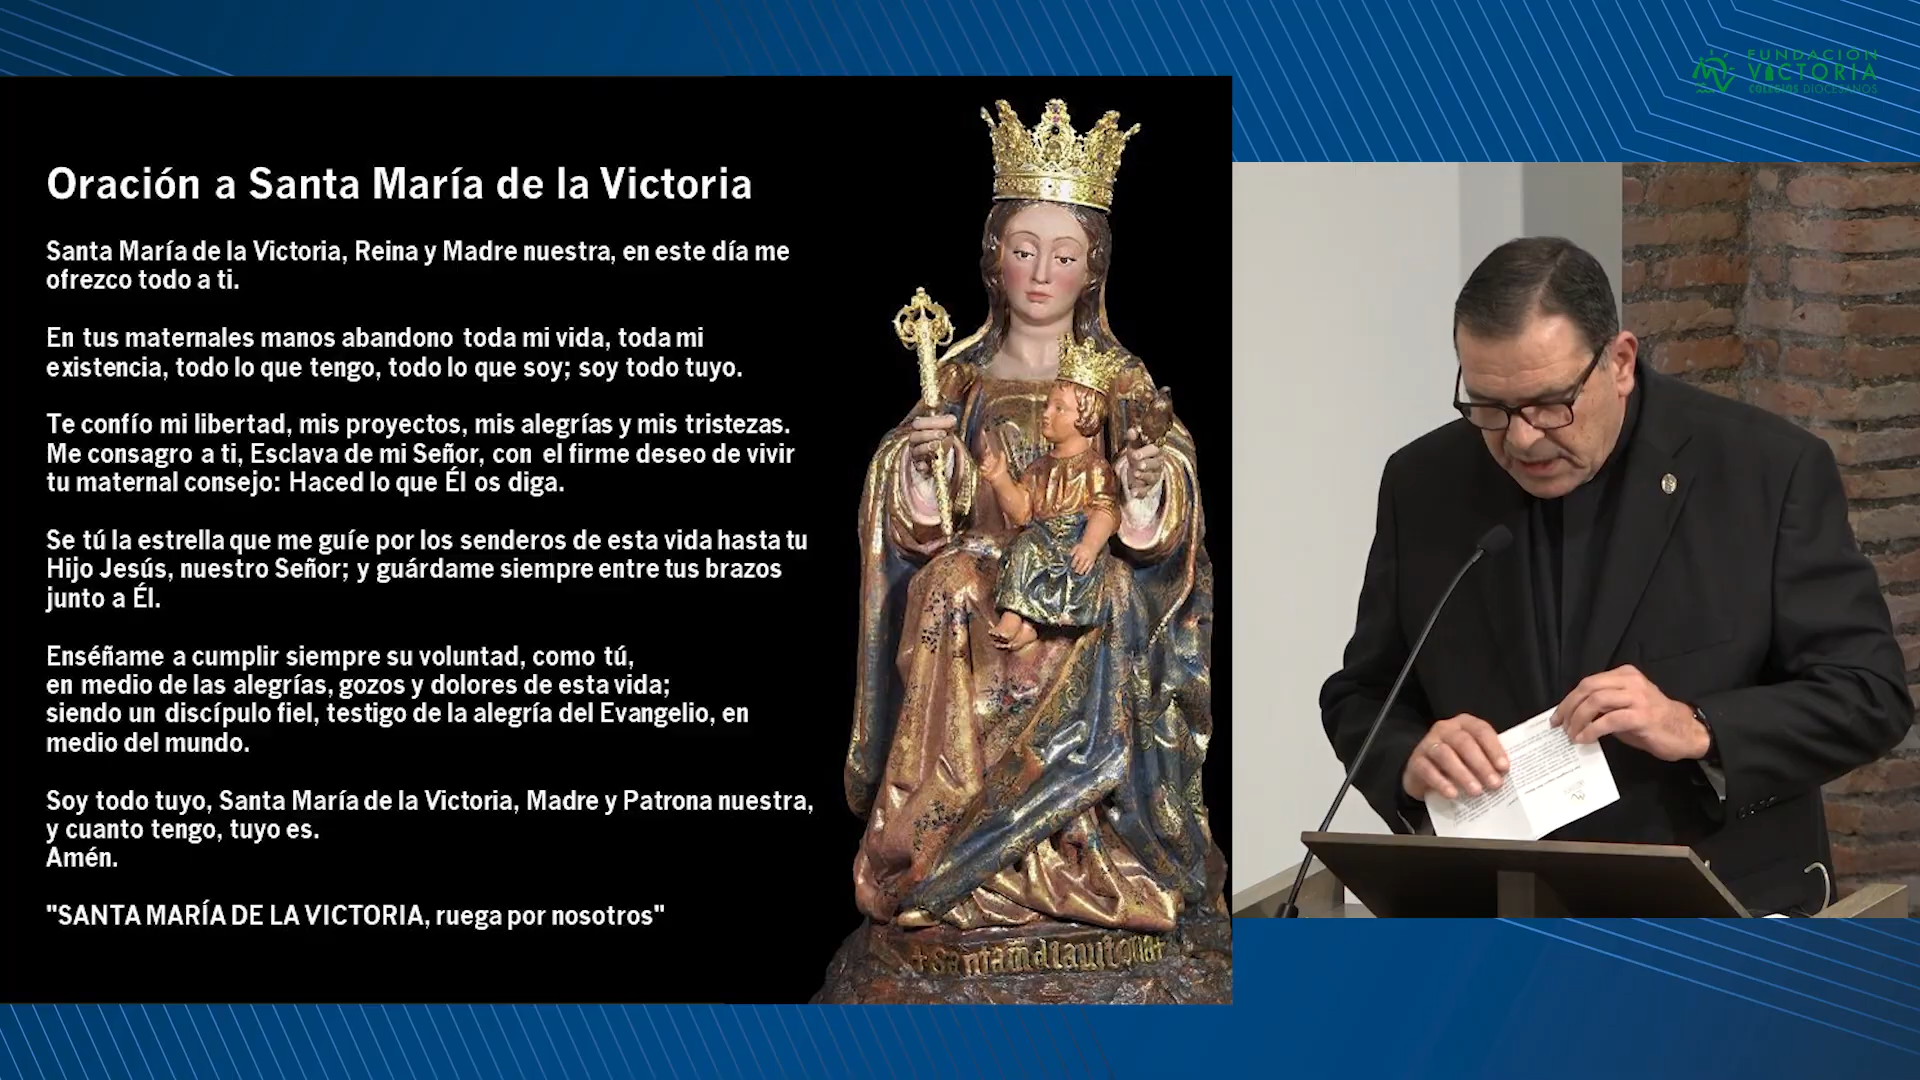 FUNDACIÓN
VICTORIA
COLEGIOS DIOCESANOS
Oración a Santa María de la Victoria
Santa María de la Victoria, Reina y Madre nuestra, en este día me
ofrezco todo a ti.
En tus maternales manos abandono toda mi vida, toda mi
existencia, todo lo que tengo, todo lo que soy; soy todo tuyo.
Te confío mi libertad, mis proyectos, mis alegrías y mis tristezas.
Me consagro a ti, Esclava de mi Señor, con el firme deseo de vivir
tu maternal consejo: Haced lo que Él os diga.
Se tú la estrella que me guíe por los senderos de esta vida hasta tu
Hijo Jesús, nuestro Señor; y guárdame siempre entre tus brazos
junto a Él.
Enséñame a cumplir siempre su voluntad, como tú,
en medio de las alegrías, gozos y dolores de esta vida;
siendo un discípulo fiel, testigo de la alegría del Evangelio, en
medio del mundo.
Soy todo tuyo, Santa María de la Victoria, Madre y Patrona nuestra,
y cuanto tengo, tuyo es.
Amén.
"SANTA MARÍA DE LA VICTORIA, ruega por nosotros"